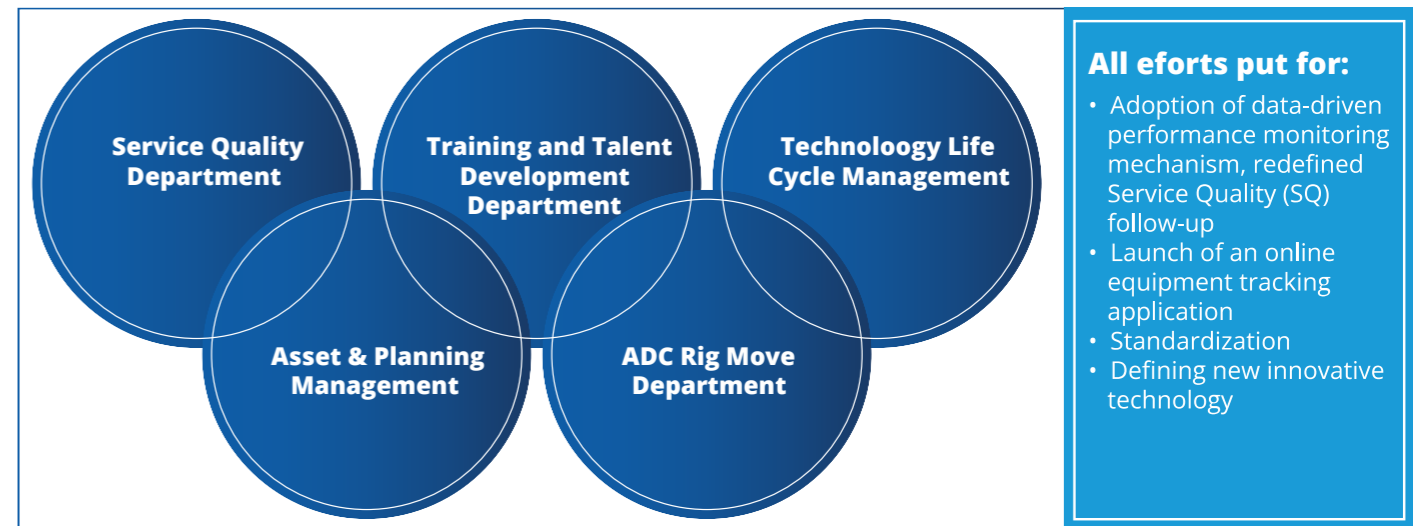 Service Quality
Department
Training and Talent
Development
Department
Technoloogy Life
Cycle Management
Asset & Planning
Management
ADC Rig Move
Department
All eforts put for:
• Adoption of data-driven
performance monitoring
mechanism, redefined
Service Quality (SQ)
follow-up
• Launch of an online
equipment tracking
application
• Standardization
• Defining new innovative
technology